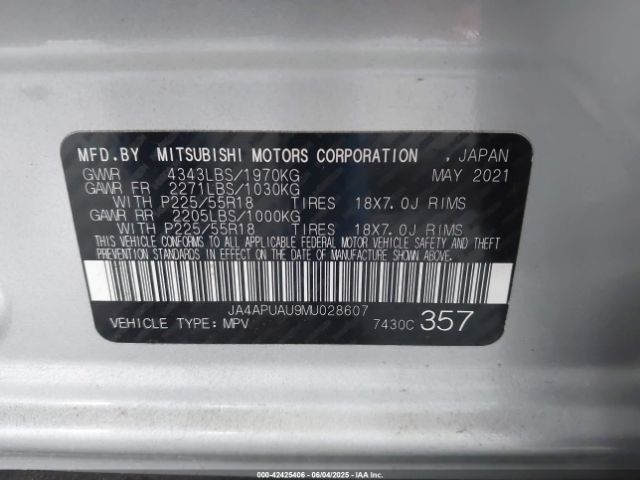 MFD.BY MITSUBISHI MOTORS CORPORATION , JAPAN
GVWR 4343LBS/1970KG MAY 2021
GAWR FR 2271LBS/1030KG
WITH P225/55R18 TIRES 18X7.0J RIMS
GAWR RR 2205LBS/1000KG
WITH P225/55R18 TIRES 18X7.0J RIMS
THIS VEHICLE CONFORMS TO ALL APPLICABLE FEDERAL MOTOR VEHICLE SAFETY AND THEFT
PREVENTION STANDARDS IN EFFECT ON THE DATE OF MANUFACTURE SHOWN ABOVE.
JA4APUAU9MU028607
VEHICLE TYPE: MPV 7430C 357
000-42425406 - 06/04/2025 - IAAI.com